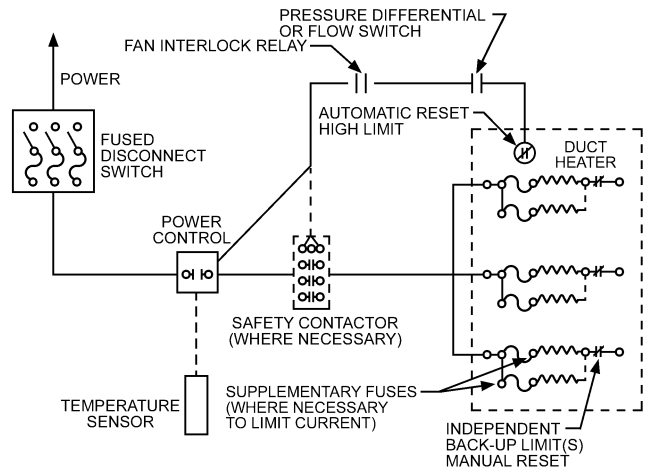 PRESSURE DIFFERENTIAL
OR FLOW SWITCH
FAN INTERLOCK RELAY
POWER
AUTOMATIC RESET
HIGH LIMIT
FUSED
DISCONNECT
SWITCH
DUCT
HEATER
POWER
CONTROL
SAFETY CONTACTOR
(WHERE NECESSARY)
TEMPERATURE
SENSOR
SUPPLEMENTARY FUSES
(WHERE NECESSARY
TO LIMIT CURRENT)
INDEPENDENT
BACK-UP LIMIT(S)
MANUAL RESET